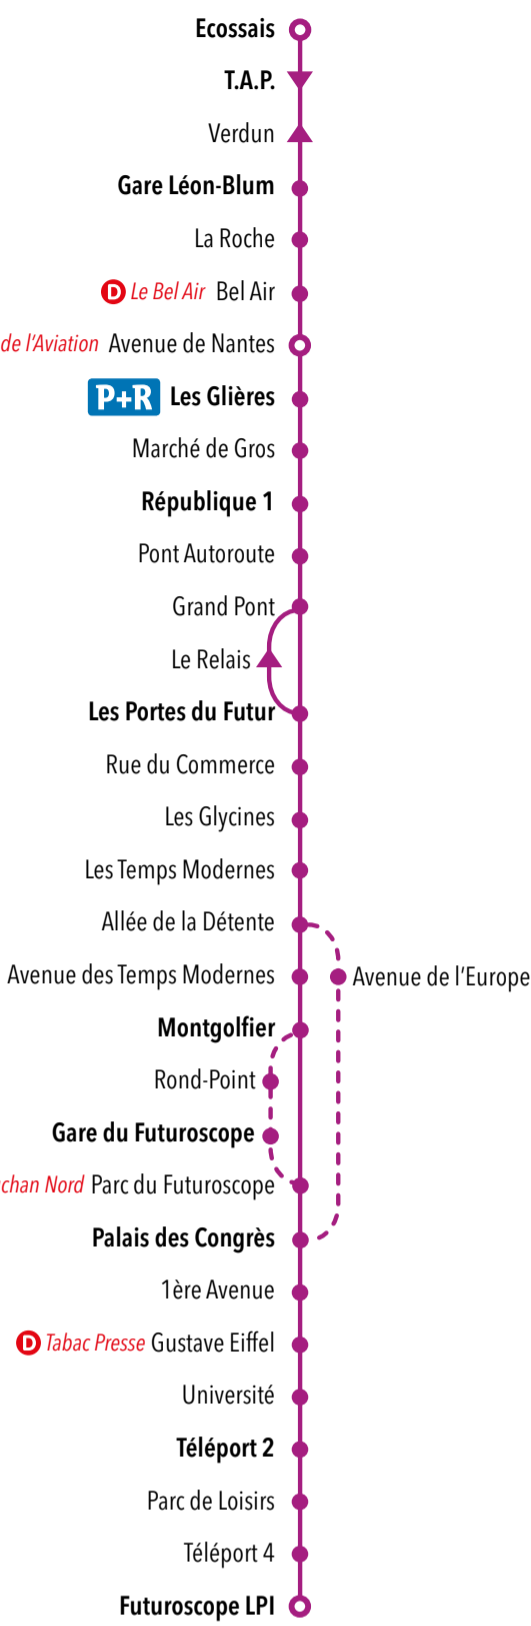 Ecossais
T.A.P.
Verdun
Gare Léon-Blum
La Roche
D Le Bel Air Bel Air
de l'Aviation Avenue de Nantes
P+R Les Glières
Marché de Gros
République 1
Pont Autoroute
Grand Pont
Le Relais
Les Portes du Futur
Rue du Commerce
Les Glycines
Les Temps Modernes
Allée de la Détente
Avenue des Temps Modernes Avenue de l'Europe
Montgolfier
Rond-Point
Gare du Futuroscope
chan Nord Parc du Futuroscope
Palais des Congrès
1ère Avenue
D Tabac Presse Gustave Eiffel
Université
Téléport 2
Parc de Loisirs
Téléport 4
Futuroscope LPI